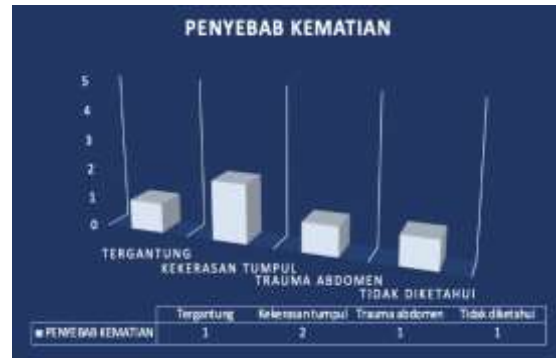 PENYEBAB KEMATIAN
5
4
3
2
1
0
TERGANTUNG
KEKERASAN TUMPUL
TRAUMA ABDOMEN
TIDAK DIKETAHUI
Tergantung Kekerasan tumpul Trauma abdomen Tidak diketahui
PENYEBAB KEMATIAN 1 2 1 1